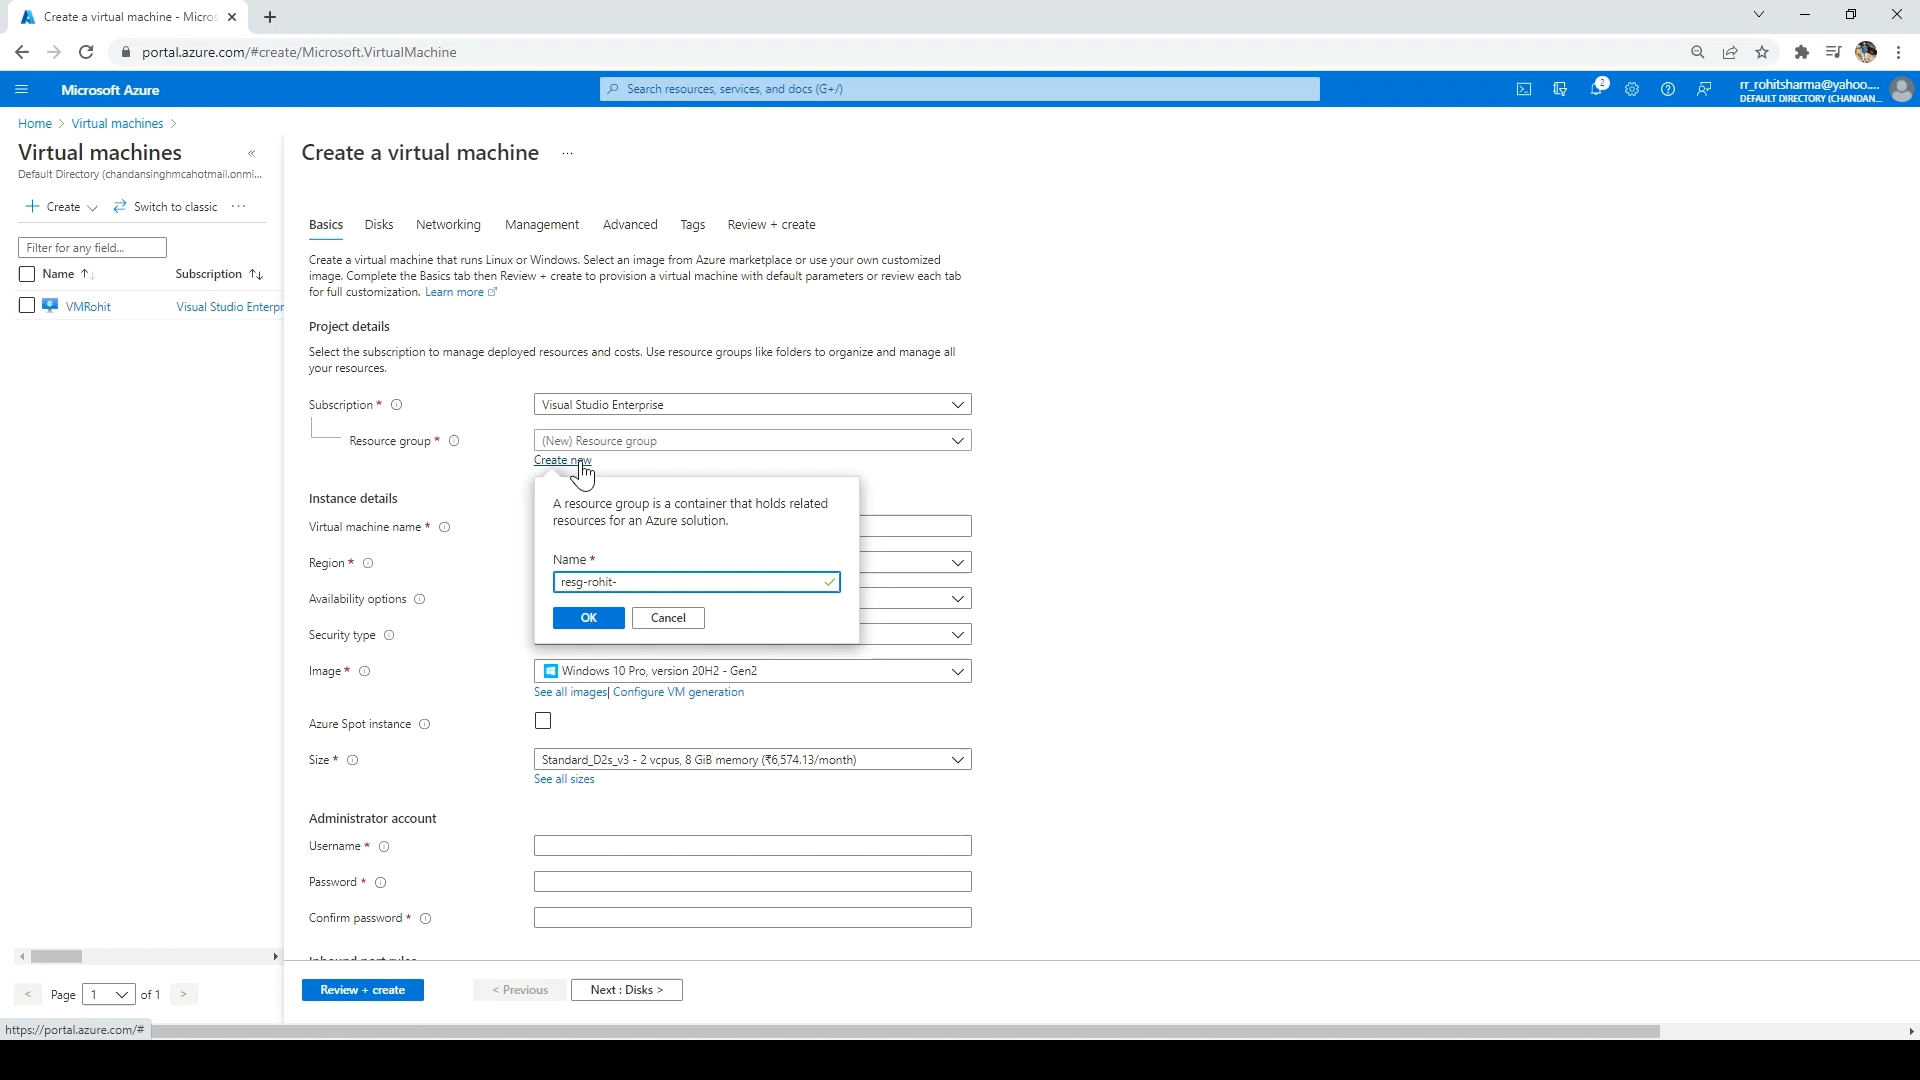 Create a virtual machine - Micros
portal.azure.com/#create/Microsoft.VirtualMachine
Microsoft Azure
Search resources, services, and docs (G+/)
2
rr_rohitsharma@yahoo....
DEFAULT DIRECTORY (CHANDAN...
Home > Virtual machines >
Virtual machines «
Default Directory (chandansinghmcahotmail.onmi...
+ Create Switch to classic ...
Filter for any field...
Name ↑↓ Subscription ↑↓
VMRohit Visual Studio Enterpr
Create a virtual machine ...
Basics Disks Networking Management Advanced Tags Review + create
Create a virtual machine that runs Linux or Windows. Select an image from Azure marketplace or use your own customized
image. Complete the Basics tab then Review + create to provision a virtual machine with default parameters or review each tab
for full customization. Learn more
Project details
Select the subscription to manage deployed resources and costs. Use resource groups like folders to organize and manage all
your resources.
Subscription * Visual Studio Enterprise
Resource group * (New) Resource group
Create new
A resource group is a container that holds related
resources for an Azure solution.
Name *
resg-rohit-
OK Cancel
Instance details
Virtual machine name *
Region *
Availability options
Security type
Image * Windows 10 Pro, version 20H2 - Gen2
See all images| Configure VM generation
Azure Spot instance
Size * Standard_D2s_v3 - 2 vcpus, 8 GiB memory (₹6,574.13/month)
See all sizes
Administrator account
Username *
Password *
Confirm password *
Inbound port rules
< Page 1 of 1 >
Review + create < Previous Next : Disks >
https://portal.azure.com/#